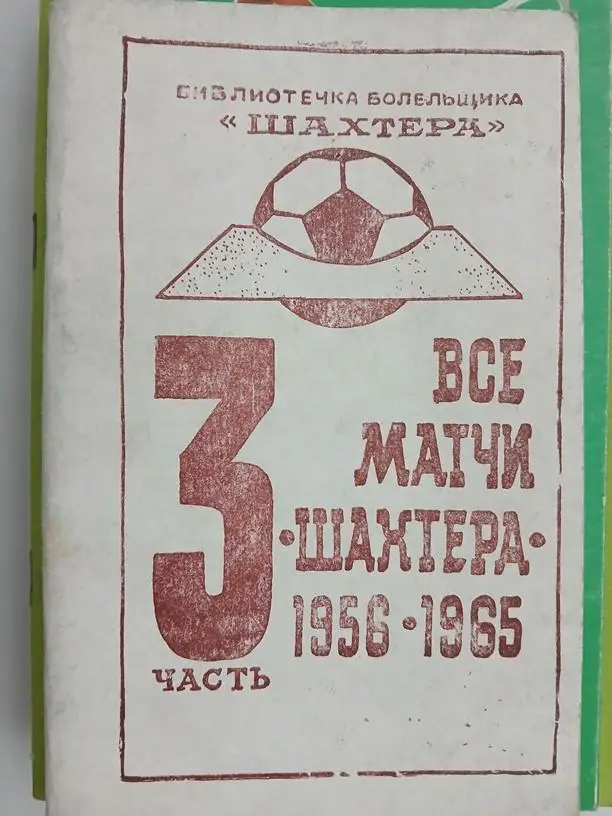 БИБЛИОТЕЧКА БОЛЕЛЬЩИКА
«ШАХТЕРА»
3
ЧАСТЬ
ВСЕ
МАТЧИ
•ШАХТЕРА•
1956•1965